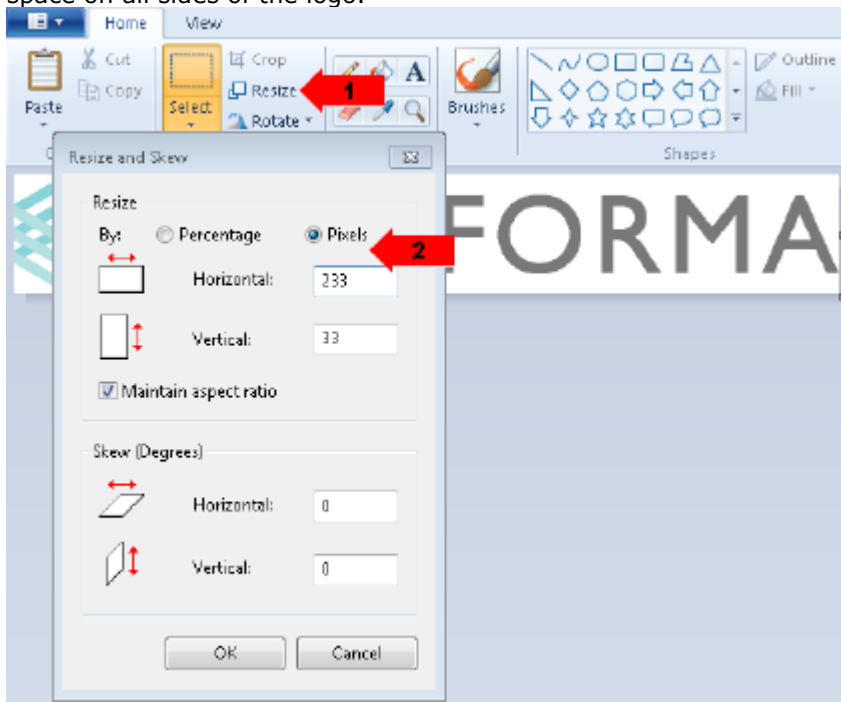 space on all sides of the logo.
Home View
Cut
Copy
Paste
Select
Crop
Resize
Rotate
1
A
Brushes
Outline
Fill
Shapes
Resize and Skew
Resize
By: Percentage Pixels
2
Horizontal: 233
Vertical: 33
Maintain aspect ratio
Skew (Degrees)
Horizontal: 0
Vertical: 0
OK Cancel
FORMA